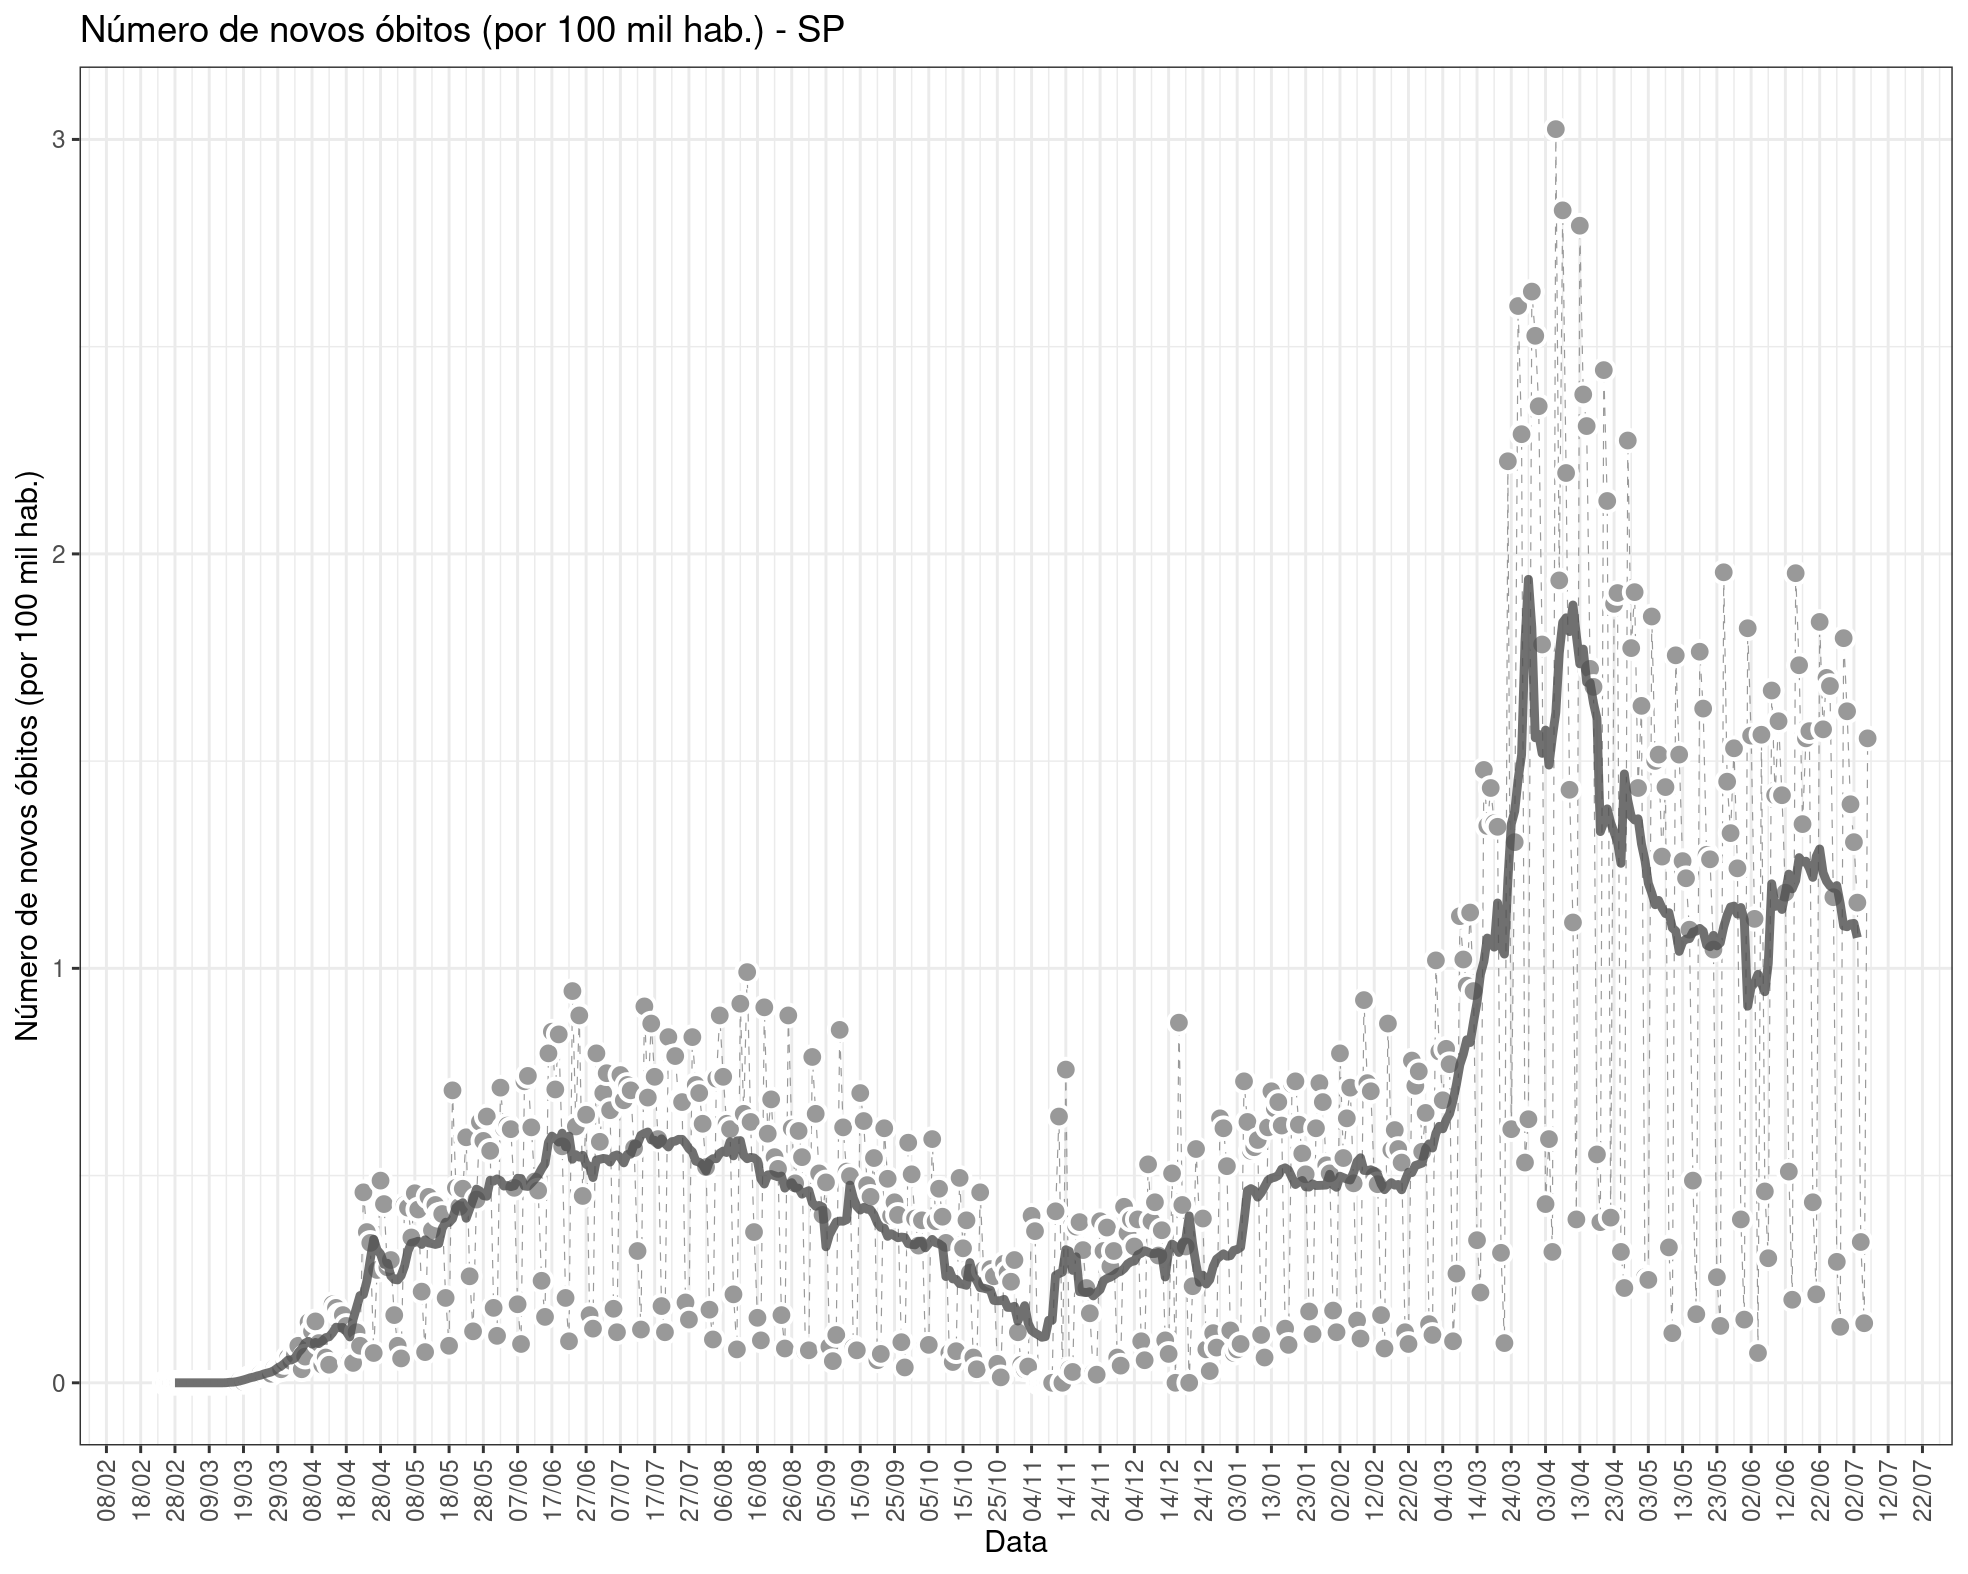 Número de novos óbitos (por 100 mil hab.) - SP
Número de novos óbitos (por 100 mil hab.)
3
2
1
0
08/02 18/02 28/02 09/03 19/03 29/03 08/04 18/04 28/04 08/05 18/05 28/05 07/06 17/06 27/06 07/07 17/07 27/07 06/08 16/08 26/08 05/09 15/09 25/09 05/10 15/10 25/10 04/11 14/11 24/11 04/12 14/12 24/12 03/01 13/01 23/01 02/02 12/02 22/02 04/03 14/03 24/03 03/04 13/04 23/04 03/05 13/05 23/05 02/06 12/06 22/06 02/07 12/07 22/07
Data